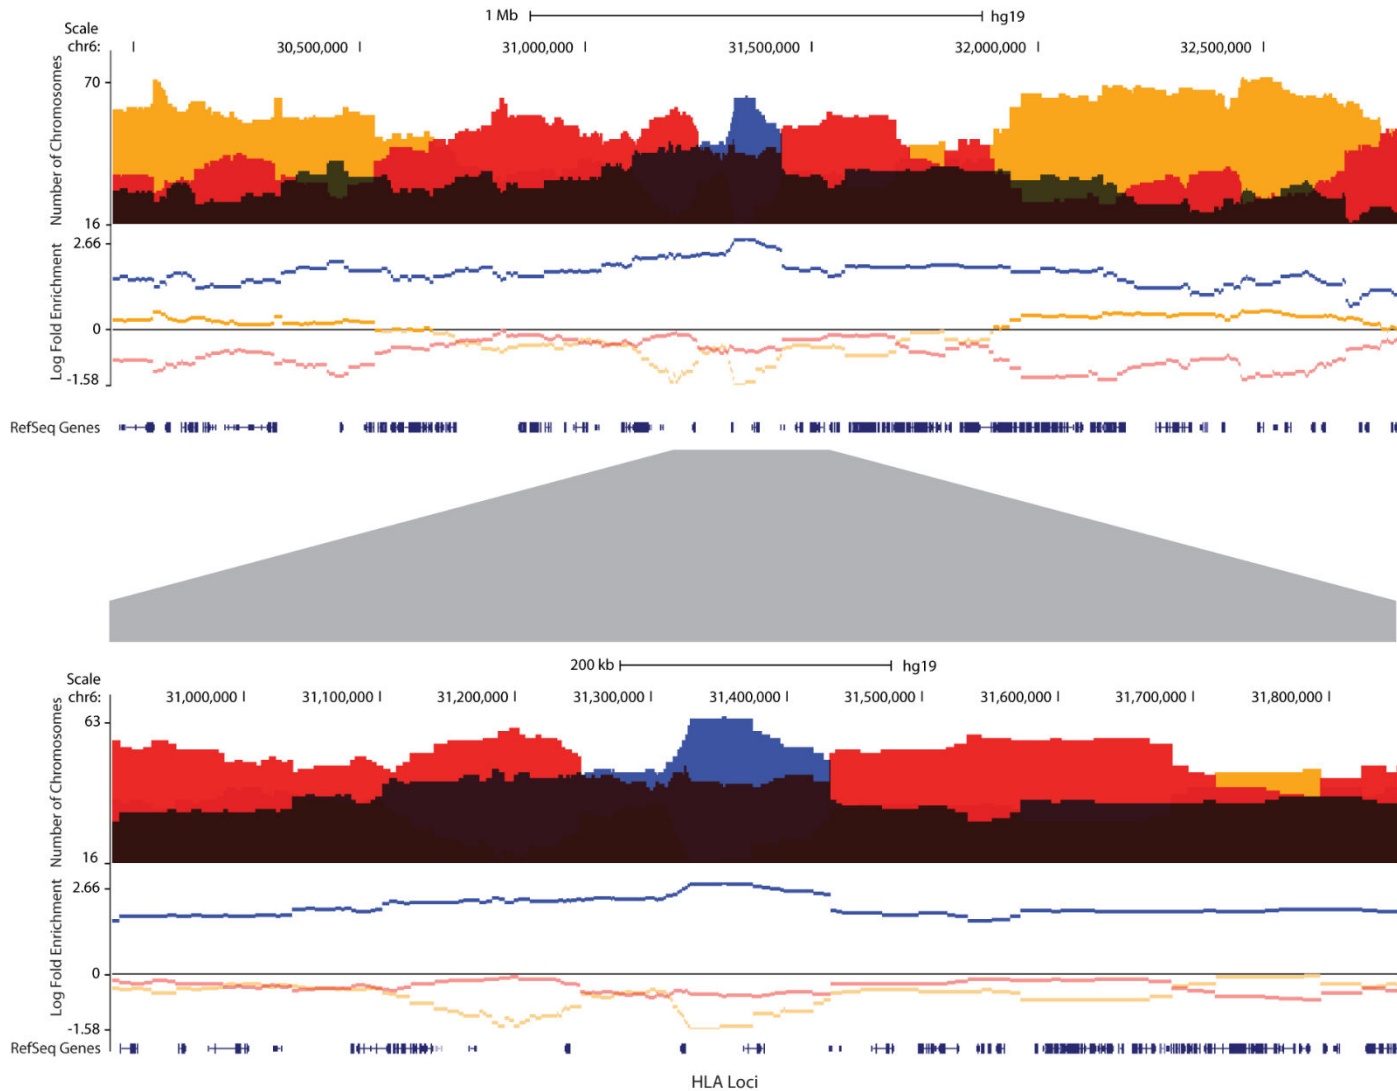 Scale 1 Mb hg19
chr6: 30,500,000 31,000,000 31,500,000 32,000,000 32,500,000
Number of Chromosomes
70
16
Log Fold Enrichment
2.66
0
-1.58
RefSeq Genes
Scale 200 kb hg19
chr6: 31,000,000 31,100,000 31,200,000 31,300,000 31,400,000 31,500,000 31,600,000 31,700,000 31,800,000
Number of Chromosomes
63
16
Log Fold Enrichment
2.66
0
-1.58
RefSeq Genes
HLA Loci